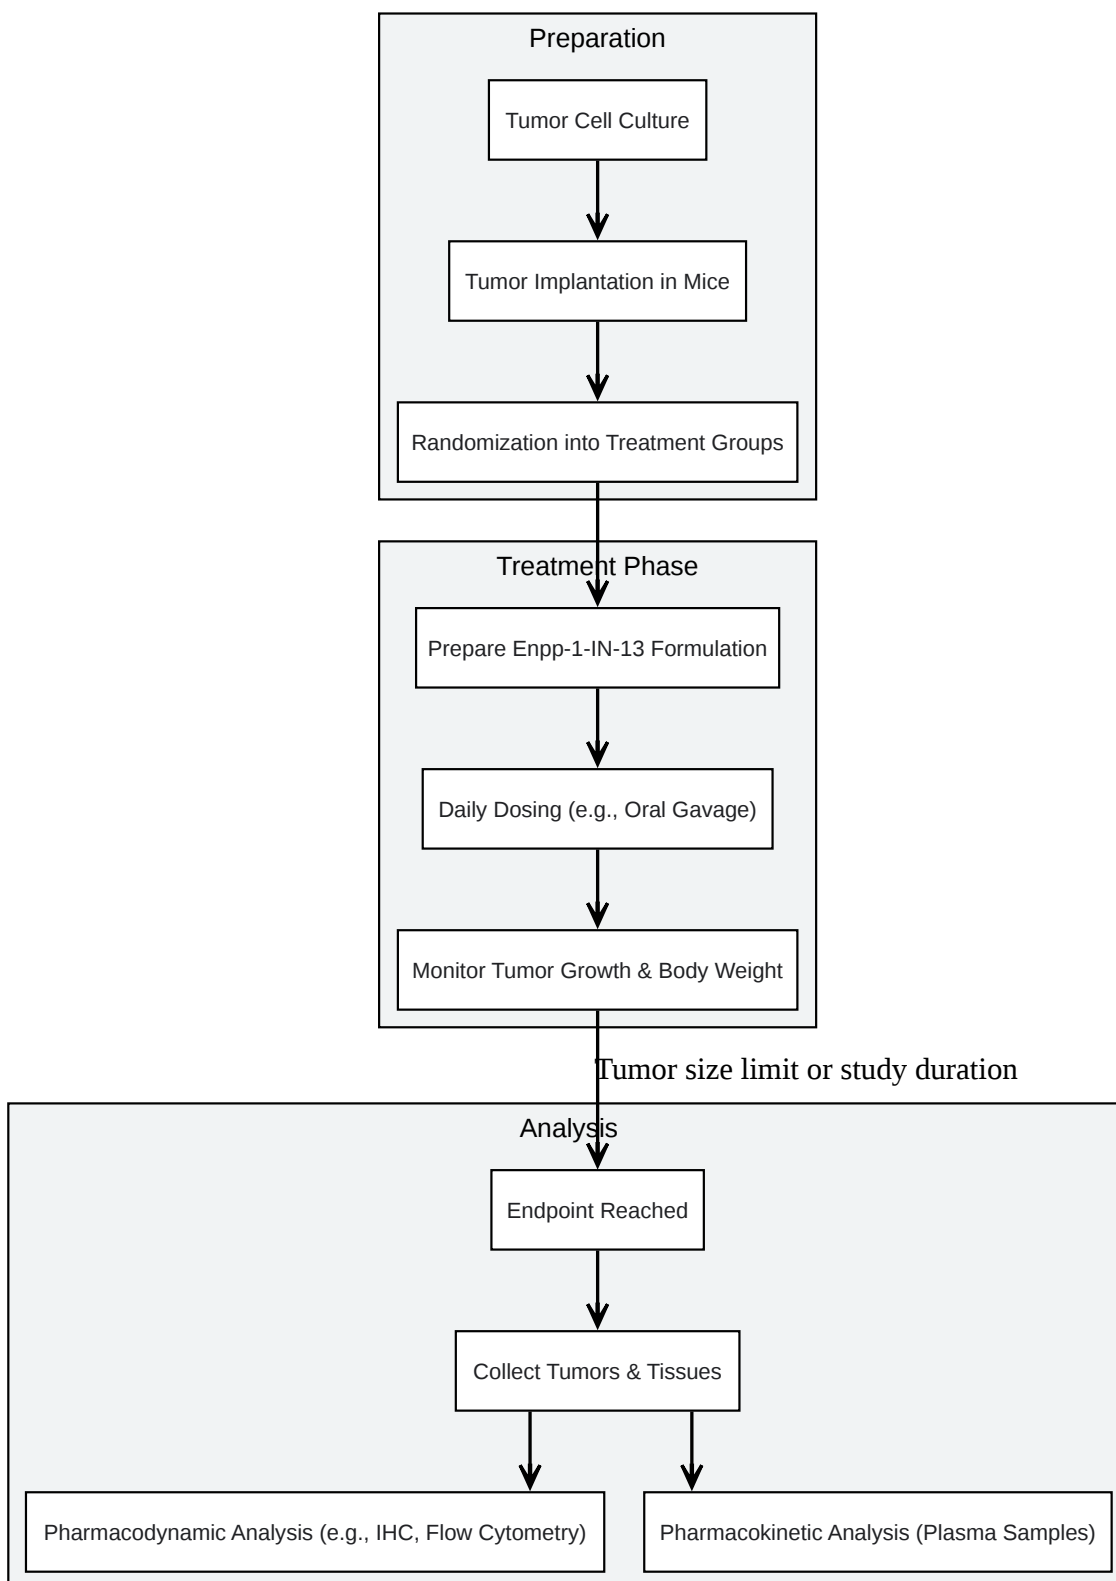 Preparation
Tumor Cell Culture
Tumor Implantation in Mice
Randomization into Treatment Groups
Treatment Phase
Prepare Enpp-1-IN-13 Formulation
Daily Dosing (e.g., Oral Gavage)
Monitor Tumor Growth & Body Weight
Tumor size limit or study duration
Analysis
Endpoint Reached
Collect Tumors & Tissues
Pharmacodynamic Analysis (e.g., IHC, Flow Cytometry)
Pharmacokinetic Analysis (Plasma Samples)